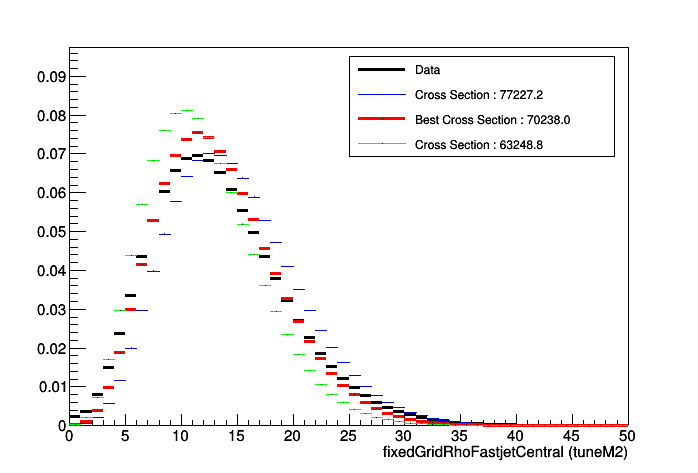 0.09
0.08
0.07
0.06
0.05
0.04
0.03
0.02
0.01
0
0 5 10 15 20 25 30 35 40 45 50
fixedGridRhoFastjetCentral (tuneM2)
Data
Cross Section : 77227.2
Best Cross Section : 70238.0
Cross Section : 63248.8